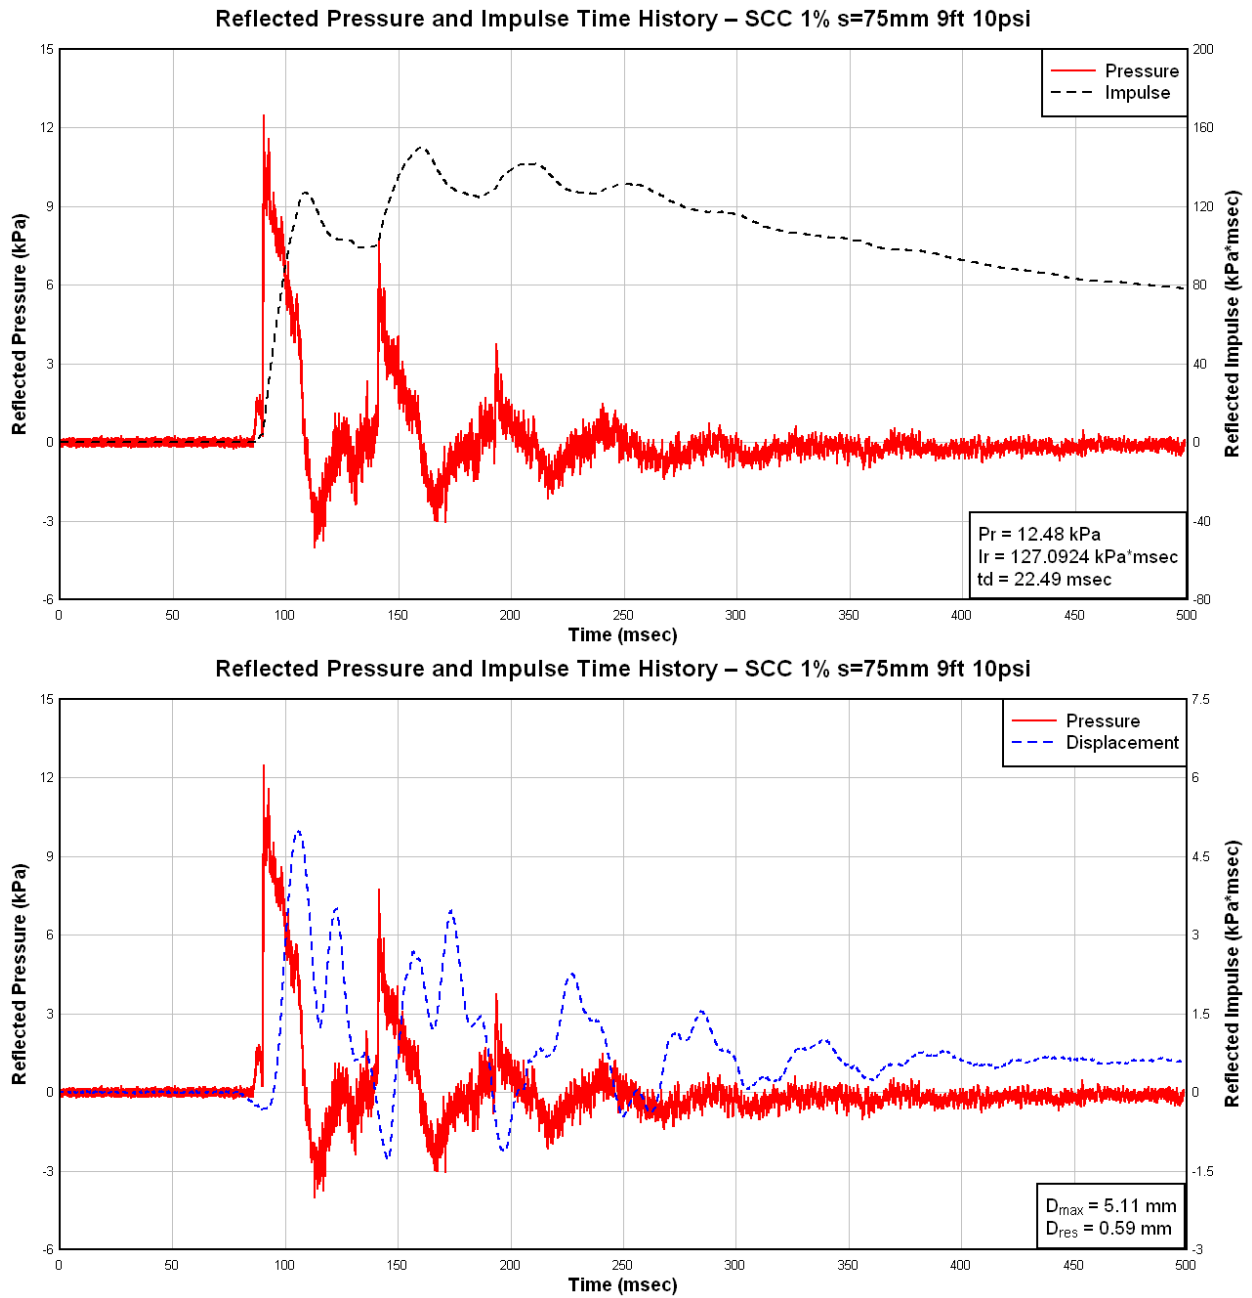 Reflected Pressure and Impulse Time History – SCC 1% s=75mm 9ft 10psi
15
12
9
6
3
0
-3
-6
Reflected Pressure (kPa)
200
160
120
80
40
0
-40
-80
Reflected Impulse (kPa*msec)
Pressure
Impulse
Pr = 12.48 kPa
Ir = 127.0924 kPa*msec
td = 22.49 msec
0 50 100 150 200 250 300 350 400 450 500
Time (msec)
Reflected Pressure and Impulse Time History – SCC 1% s=75mm 9ft 10psi
15
12
9
6
3
0
-3
-6
Reflected Pressure (kPa)
7.5
6
4.5
3
1.5
0
-1.5
-3
Reflected Impulse (kPa*msec)
Pressure
Displacement
Dmax = 5.11 mm
Dres = 0.59 mm
0 50 100 150 200 250 300 350 400 450 500
Time (msec)